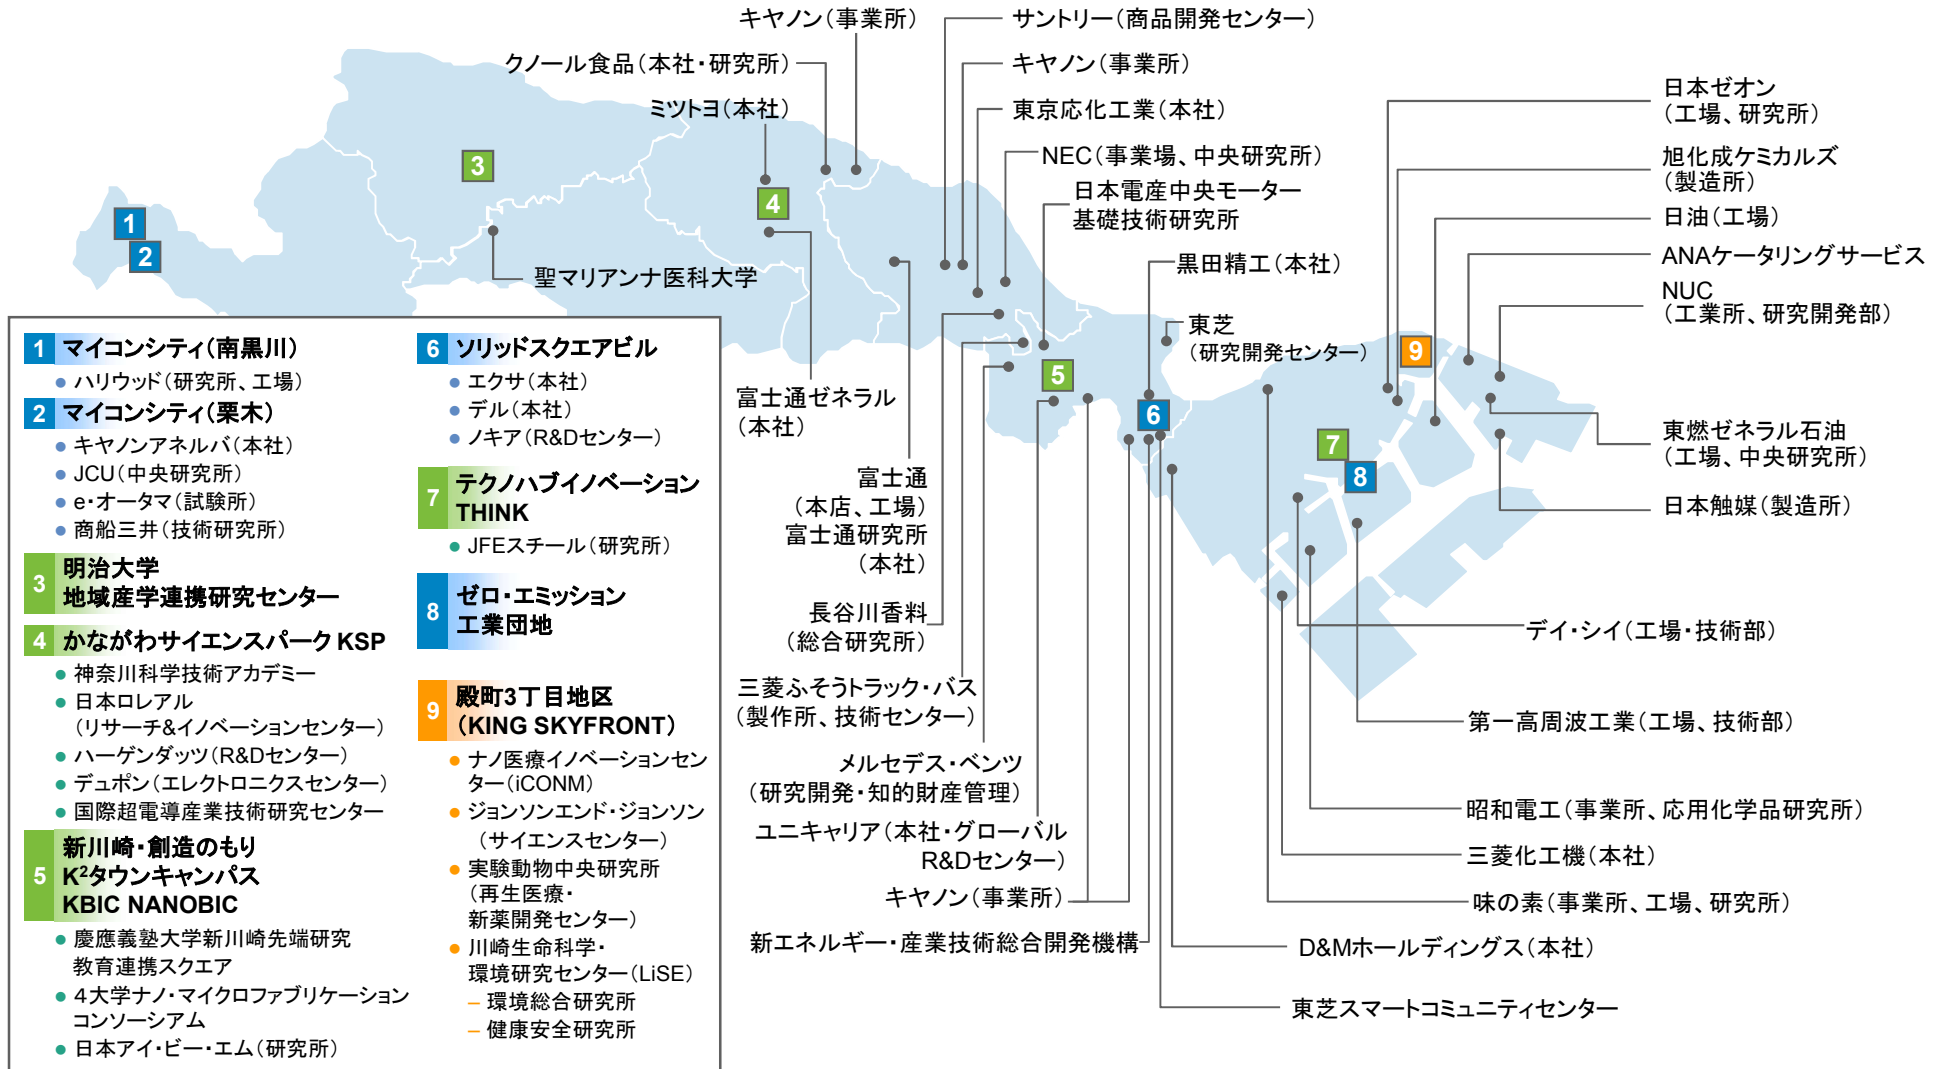 キヤノン（事業所）
サントリー（商品開発センター）
クノール食品（本社・研究所）
キヤノン（事業所）
ミツトヨ（本社）
東京応化工業（本社）
NEC（事業場、中央研究所）
日本電産中央モーター
基礎技術研究所
黒田精工（本社）
東芝
（研究開発センター）
日本ゼオン
（工場、研究所）
旭化成ケミカルズ
（製造所）
日油（工場）
ANAケータリングサービス
NUC
（工業所、研究開発部）
東燃ゼネラル石油
（工場、中央研究所）
日本触媒（製造所）
3
4
1
2
5
6
7
8
9
聖マリアンナ医科大学
富士通ゼネラル
（本社）
富士通
（本店、工場）
富士通研究所
（本社）
長谷川香料
（総合研究所）
三菱ふそうトラック・バス
（製作所、技術センター）
メルセデス・ベンツ
（研究開発・知的財産管理）
ユニキャリア（本社・グローバル
R&Dセンター）
キヤノン（事業所）
新エネルギー・産業技術総合開発機構
デイ・シイ（工場・技術部）
第一高周波工業（工場、技術部）
昭和電工（事業所、応用化学品研究所）
三菱化工機（本社）
味の素（事業所、工場、研究所）
D&Mホールディングス（本社）
東芝スマートコミュニティセンター
1 マイコンシティ（南黒川）
● ハリウッド（研究所、工場）
2 マイコンシティ（栗木）
● キヤノンアネルバ（本社）
● JCU（中央研究所）
● e・オータマ（試験所）
● 商船三井（技術研究所）
3 明治大学
地域産学連携研究センター
4 かながわサイエンスパーク KSP
● 神奈川科学技術アカデミー
● 日本ロレアル
（リサーチ&イノベーションセンター）
● ハーゲンダッツ（R&Dセンター）
● デュポン（エレクトロニクスセンター）
● 国際超電導産業技術研究センター
5 新川崎・創造のもり
K²タウンキャンパス
KBIC NANOBIC
● 慶應義塾大学新川崎先端研究
教育連携スクエア
● 4大学ナノ・マイクロファブリケーション
コンソーシアム
● 日本アイ・ビー・エム（研究所）
6 ソリッドスクエアビル
● エクサ（本社）
● デル（本社）
● ノキア（R&Dセンター）
7 テクノハブイノベーション
THINK
● JFEスチール（研究所）
8 ゼロ・エミッション
工業団地
9 殿町3丁目地区
（KING SKYFRONT）
● ナノ医療イノベーションセン
ター（iCONM）
● ジョンソンエンド・ジョンソン
（サイエンスセンター）
● 実験動物中央研究所
（再生医療・
新薬開発センター）
● 川崎生命科学・
環境研究センター（LiSE）
– 環境総合研究所
– 健康安全研究所